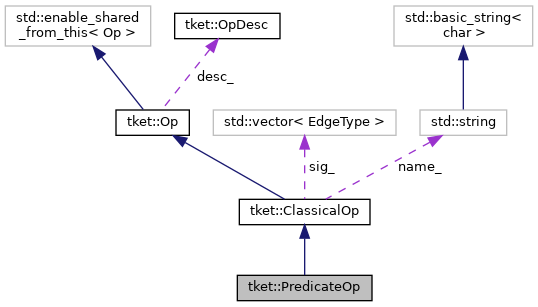 std::enable_shared
_from_this< Op >
tket::OpDesc
std::basic_string<
char >
desc_
tket::Op
std::vector< EdgeType >
std::string
sig_
name_
tket::ClassicalOp
tket::PredicateOp